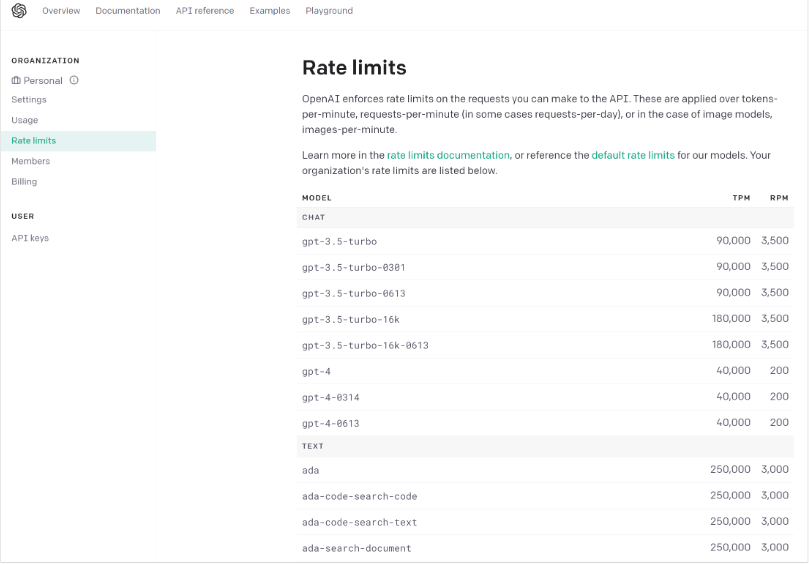 Overview Documentation API reference Examples Playground
ORGANIZATION
Personal
Settings
Usage
Rate limits
Members
Billing
USER
API keys
Rate limits
OpenAI enforces rate limits on the requests you can make to the API. These are applied over tokens-
per-minute, requests-per-minute (in some cases requests-per-day), or in the case of image models,
images-per-minute.
Learn more in the rate limits documentation, or reference the default rate limits for our models. Your
organization's rate limits are listed below.
MODEL TPM RPM
CHAT
gpt-3.5-turbo 90,000 3,500
gpt-3.5-turbo-0301 90,000 3,500
gpt-3.5-turbo-0613 90,000 3,500
gpt-3.5-turbo-16k 180,000 3,500
gpt-3.5-turbo-16k-0613 180,000 3,500
gpt-4 40,000 200
gpt-4-0314 40,000 200
gpt-4-0613 40,000 200
TEXT
ada 250,000 3,000
ada-code-search-code 250,000 3,000
ada-code-search-text 250,000 3,000
ada-search-document 250,000 3,000